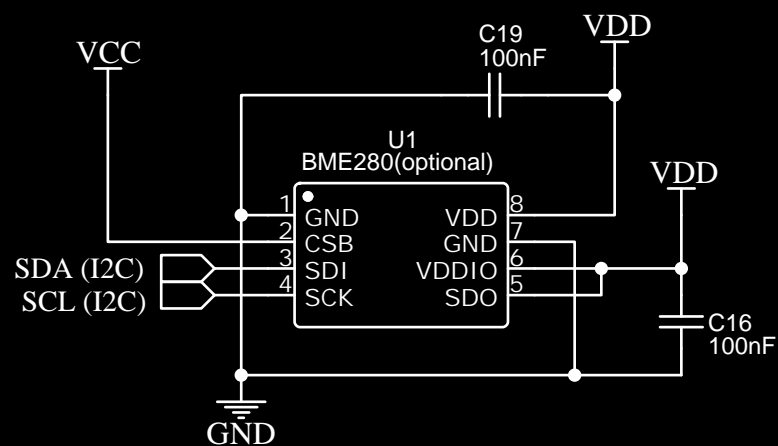 C19
100nF
VDD
VCC
U1
BME280(optional)
VDD
1 GND VDD 8
2 CSB GND 7
SDA (I2C) 3 SDI VDDIO 6
SCL (I2C) 4 SCK SDO 5
C16
100nF
GND